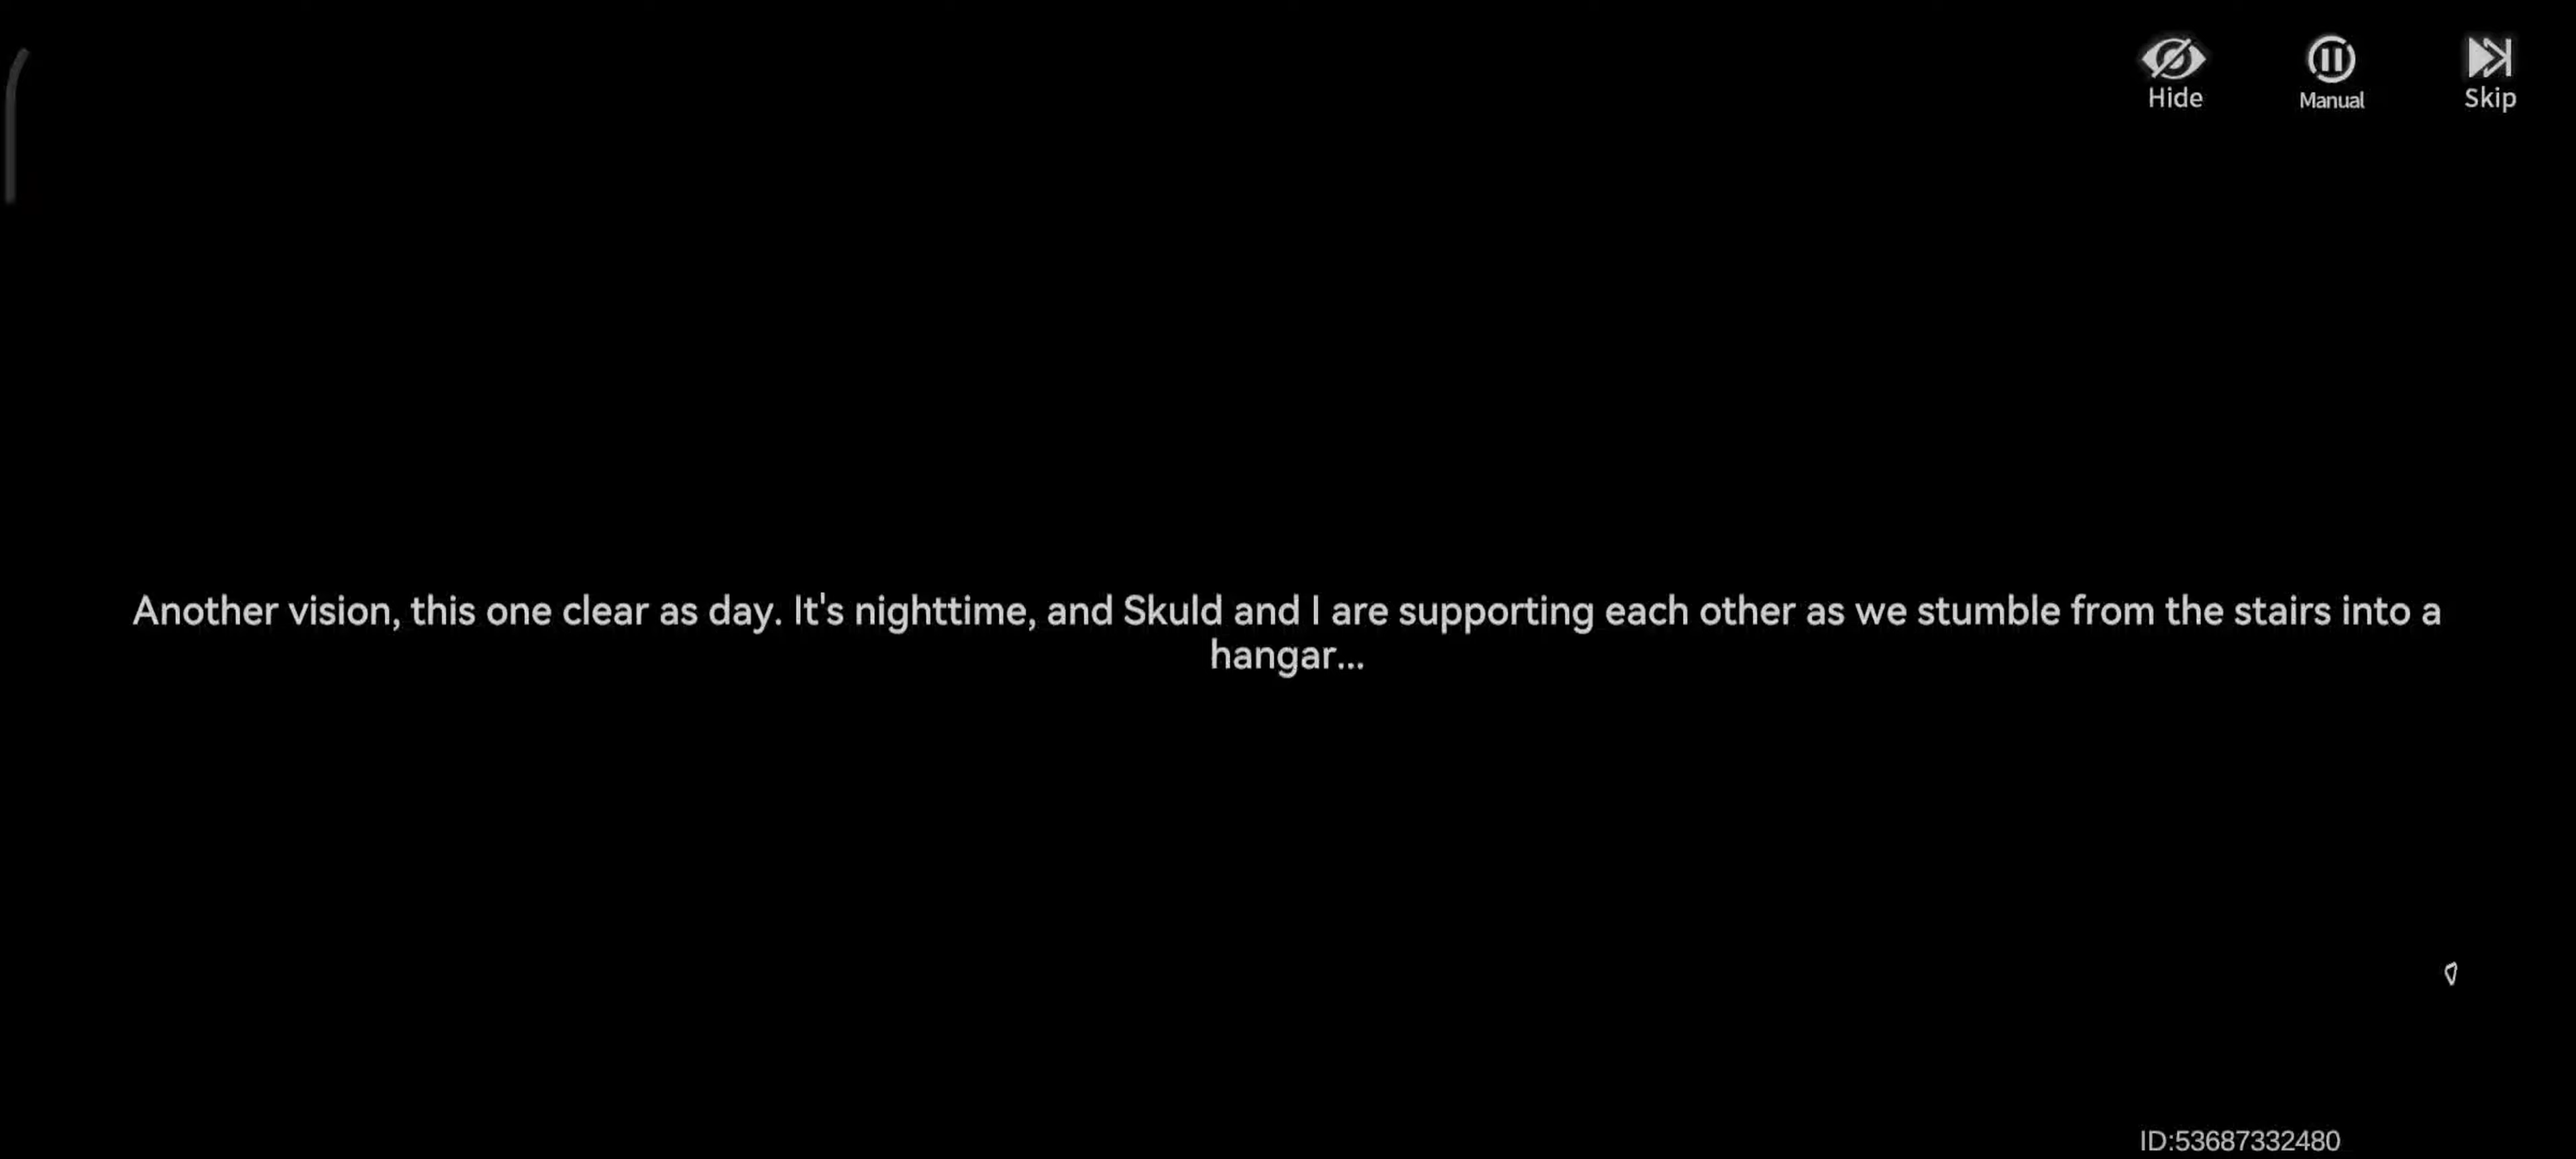 Hide
Manual
Skip
Another vision, this one clear as day. It's nighttime, and Skuld and I are supporting each other as we stumble from the stairs into a
hangar...
ID:53687332480